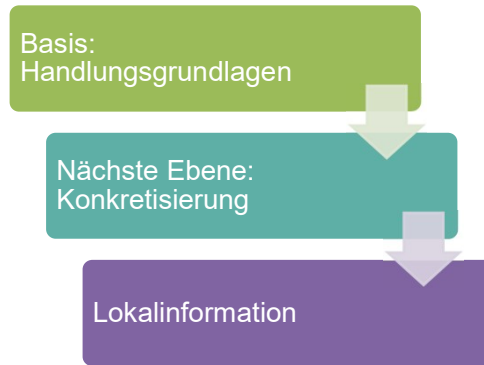 Basis:
Handlungsgrundlagen
Nächste Ebene:
Konkretisierung
Lokalinformation